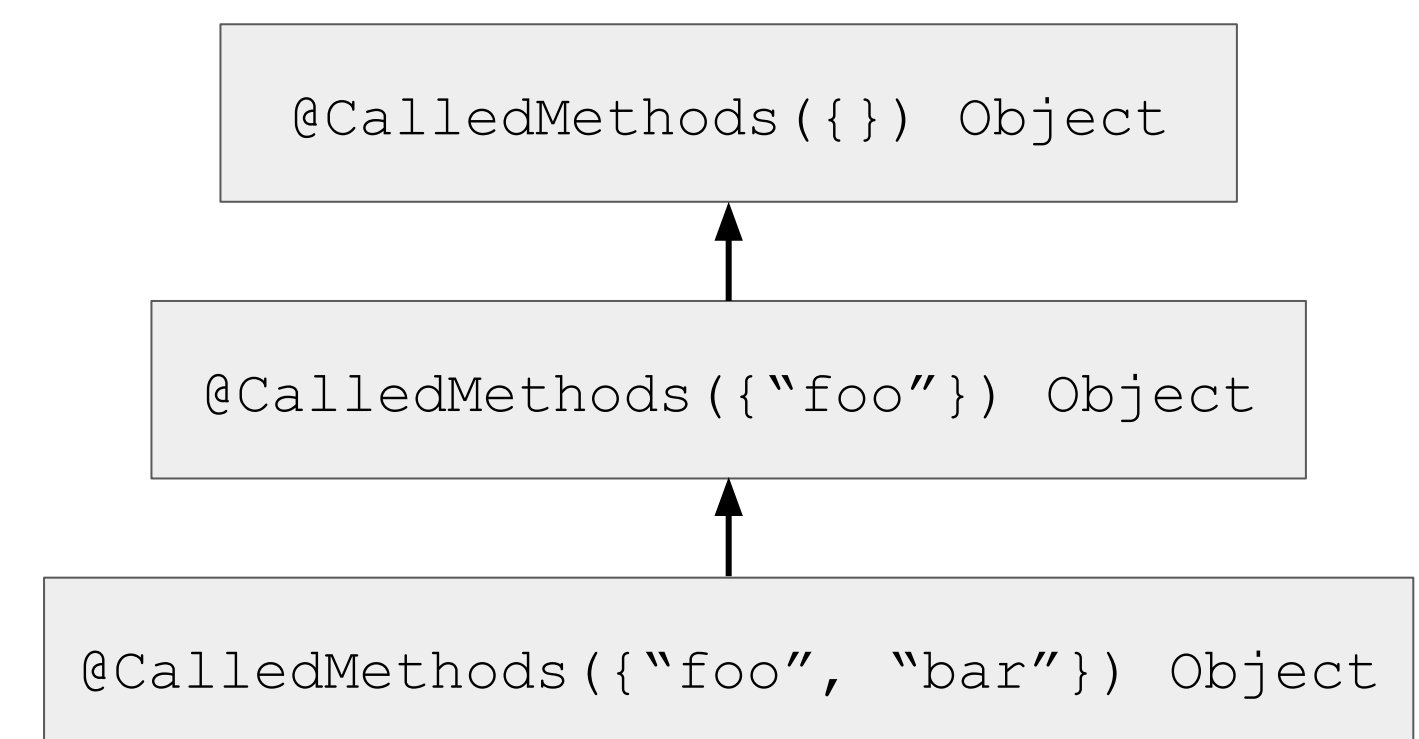 @CalledMethods({}) Object
@CalledMethods({“foo”}) Object
@CalledMethods({“foo”, “bar”}) Object